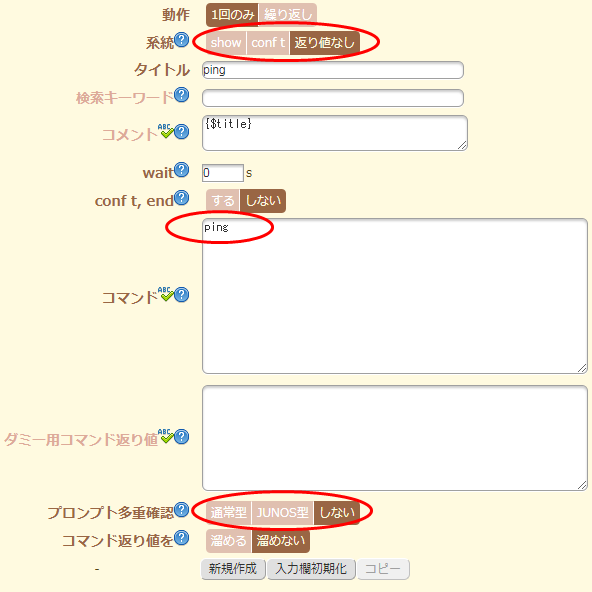 動作 1回のみ 繰り返し
系統 show conf t 返り値なし
タイトル ping
検索キーワード
コメント ABC {$title}
wait 0 s
conf t, end する しない
コマンド ABC ping
ダミー用コマンド返り値 ABC
プロンプト多重確認 通常型 JUNOS型 しない
コマンド返り値を 溜める 溜めない
- 新規作成 入力欄初期化 コピー